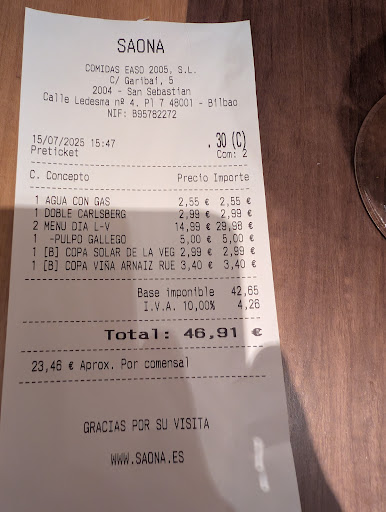 SAONA
COMIDAS EASO 2005, S.L.
C/ Garibai, 5
2004 - San Sebastian
Calle Ledesma nº 4, Pl 7 48001 - Bilbao
NIF: B95782272
15/07/2025 15:47 . 30 (C)
Preticket Com: 2
C. Concepto Precio Importe
1 AGUA CON GAS 2,55 € 2,55 €
1 DOBLE CARLSBERG 2,99 € 2,99 €
2 MENU DIA L-V 14,99 € 29,98 €
1 -PULPO GALLEGO 5,00 € 5,00 €
1 [B] COPA SOLAR DE LA VEG 2,99 € 2,99 €
1 [B] COPA VIÑA ARNAIZ RUE 3,40 € 3,40 €
Base imponible 42,65
I.V.A. 10,00% 4,26
Total: 46,91 €
23,46 € Aprox. Por comensal
GRACIAS POR SU VISITA
WWW.SAONA.ES